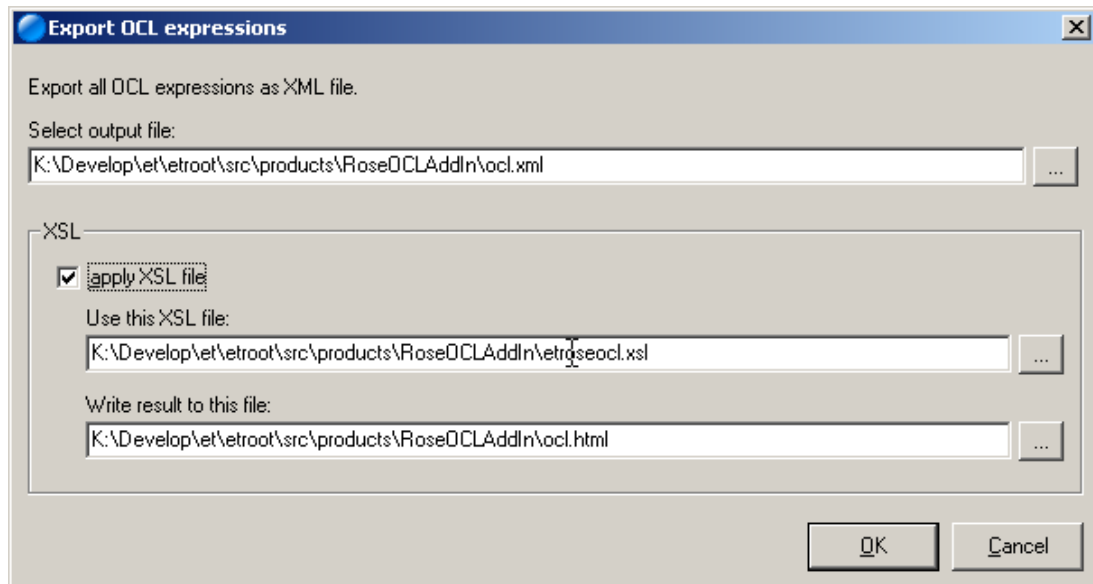 Export OCL expressions
Export all OCL expressions as XML file.
Select output file:
K:\Develop\et\etroot\src\products\RoseOCLAddIn\ocl.xml
...
XSL
apply XSL file
Use this XSL file:
K:\Develop\et\etroot\src\products\RoseOCLAddIn\etroseocl.xsl
...
Write result to this file:
K:\Develop\et\etroot\src\products\RoseOCLAddIn\ocl.html
...
OK Cancel